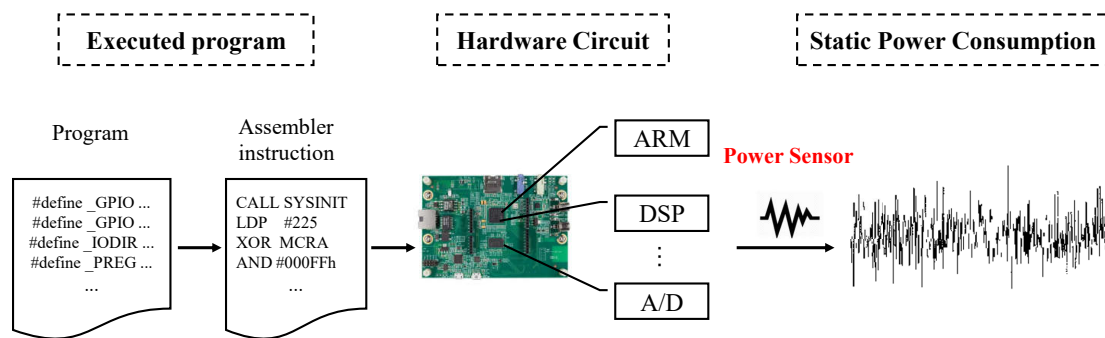 Executed program
Hardware Circuit
Static Power Consumption
Program
Assembler
instruction
#define _GPIO ...
#define _GPIO ...
#define _IODIR ...
#define _PREG ...
...
CALL SYSINIT
LDP #225
XOR MCRA
AND #000FFh
...
ARM
DSP
⋮
A/D
Power Sensor